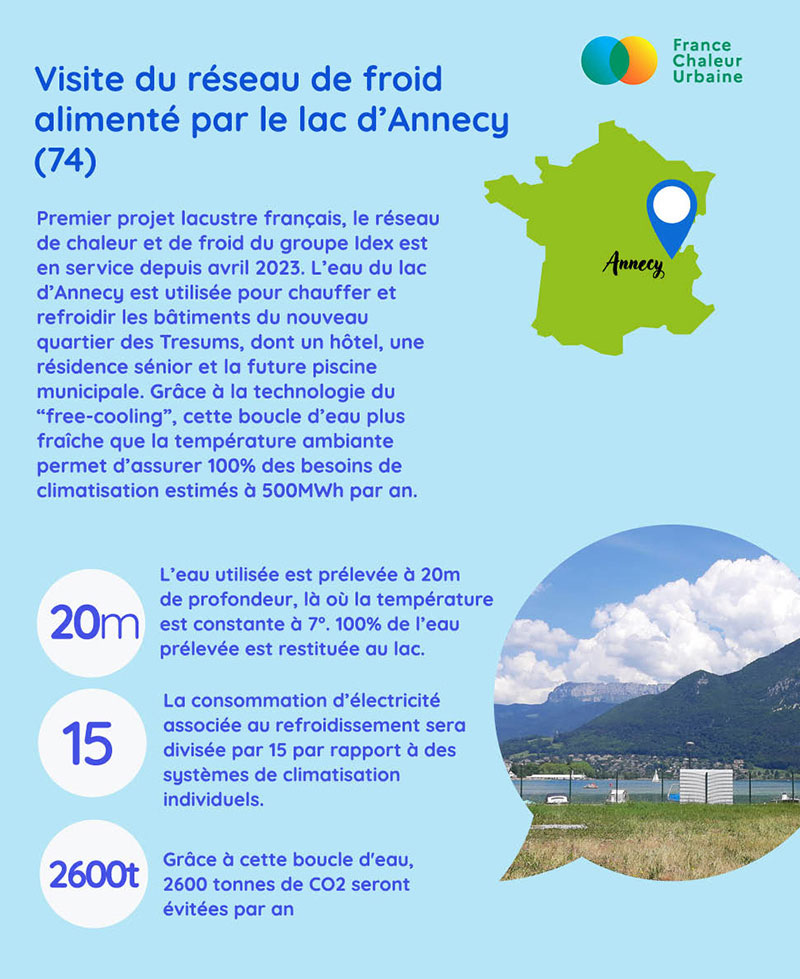 France
Chaleur
Urbaine
Visite du réseau de froid
alimenté par le lac d’Annecy
(74)
Annecy
Premier projet lacustre français, le réseau
de chaleur et de froid du groupe Idex est
en service depuis avril 2023. L’eau du lac
d’Annecy est utilisée pour chauffer et
refroidir les bâtiments du nouveau
quartier des Tresums, dont un hôtel, une
résidence sénior et la future piscine
municipale. Grâce à la technologie du
“free-cooling”, cette boucle d’eau plus
fraîche que la température ambiante
permet d’assurer 100% des besoins de
climatisation estimés à 500MWh par an.
20m
L’eau utilisée est prélevée à 20m
de profondeur, là où la température
est constante à 7°. 100% de l’eau
prélevée est restituée au lac.
15
La consommation d’électricité
associée au refroidissement sera
divisée par 15 par rapport à des
systèmes de climatisation
individuels.
2600t
Grâce à cette boucle d'eau,
2600 tonnes de CO2 seront
évitées par an